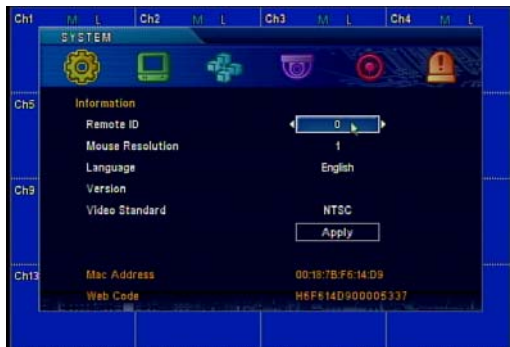 Ch1 M L Ch2 M L Ch3 M L Ch4 M L
SYSTEM
Ch5
Information
Remote ID 0
Mouse Resolution 1
Language English
Ch9
Version
Video Standard NTSC
Apply
Ch13
Mac Address 00:18:7B:F6:14:D9
Web Code H6F614D900005337